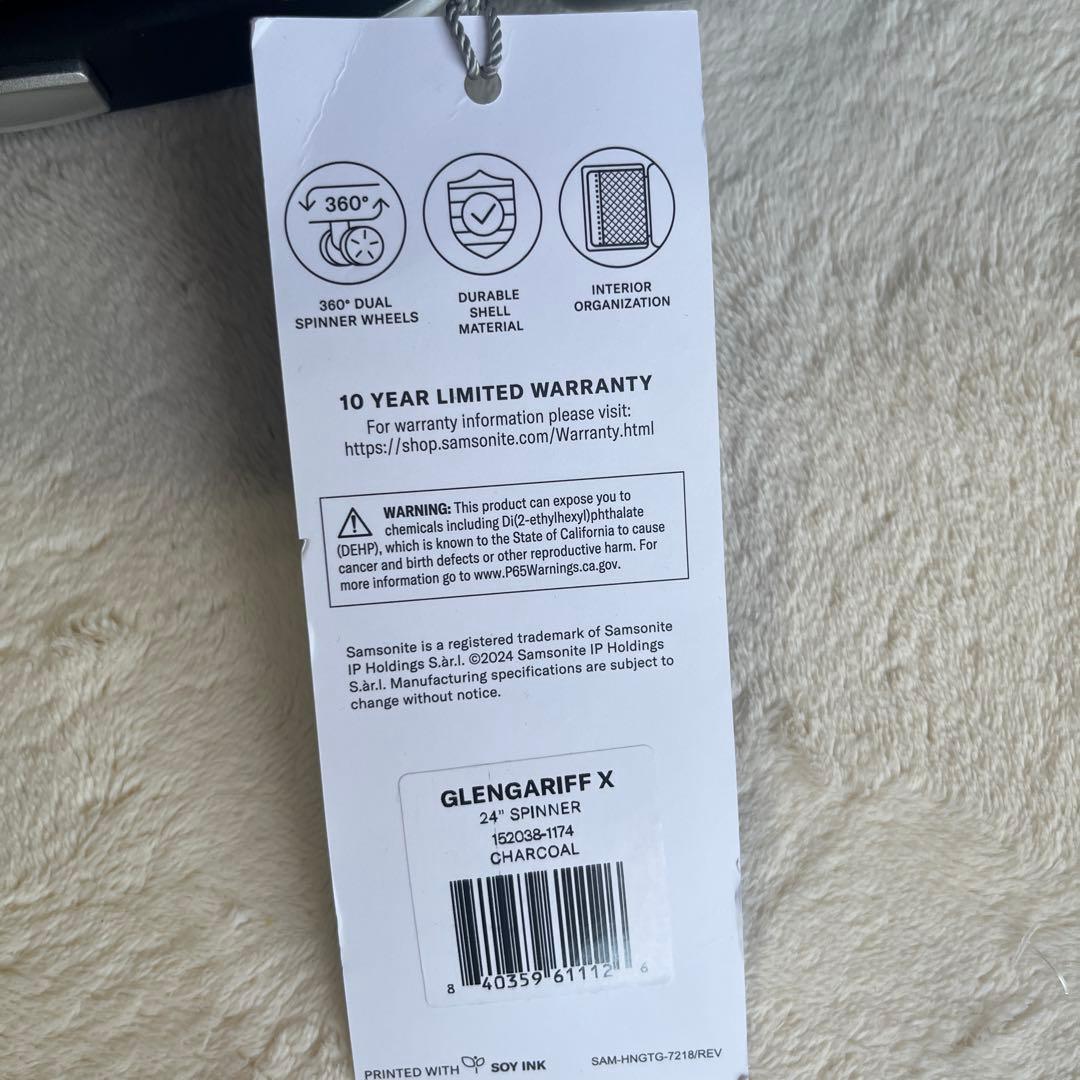 360°
360° DUAL
SPINNER WHEELS
DURABLE
SHELL
MATERIAL
INTERIOR
ORGANIZATION
10 YEAR LIMITED WARRANTY
For warranty information please visit:
https://shop.samsonite.com/Warranty.html
WARNING: This product can expose you to
chemicals including Di(2-ethylhexyl)phthalate
(DEHP), which is known to the State of California to cause
cancer and birth defects or other reproductive harm. For
more information go to www.P65Warnings.ca.gov.
Samsonite is a registered trademark of Samsonite
IP Holdings S.àr.l. ©2024 Samsonite IP Holdings
S.àr.l. Manufacturing specifications are subject to
change without notice.
GLENGARIFF X
24" SPINNER
152038-1174
CHARCOAL
8 40359 61112 6
PRINTED WITH SOY INK
SAM-HNGTG-7218/REV